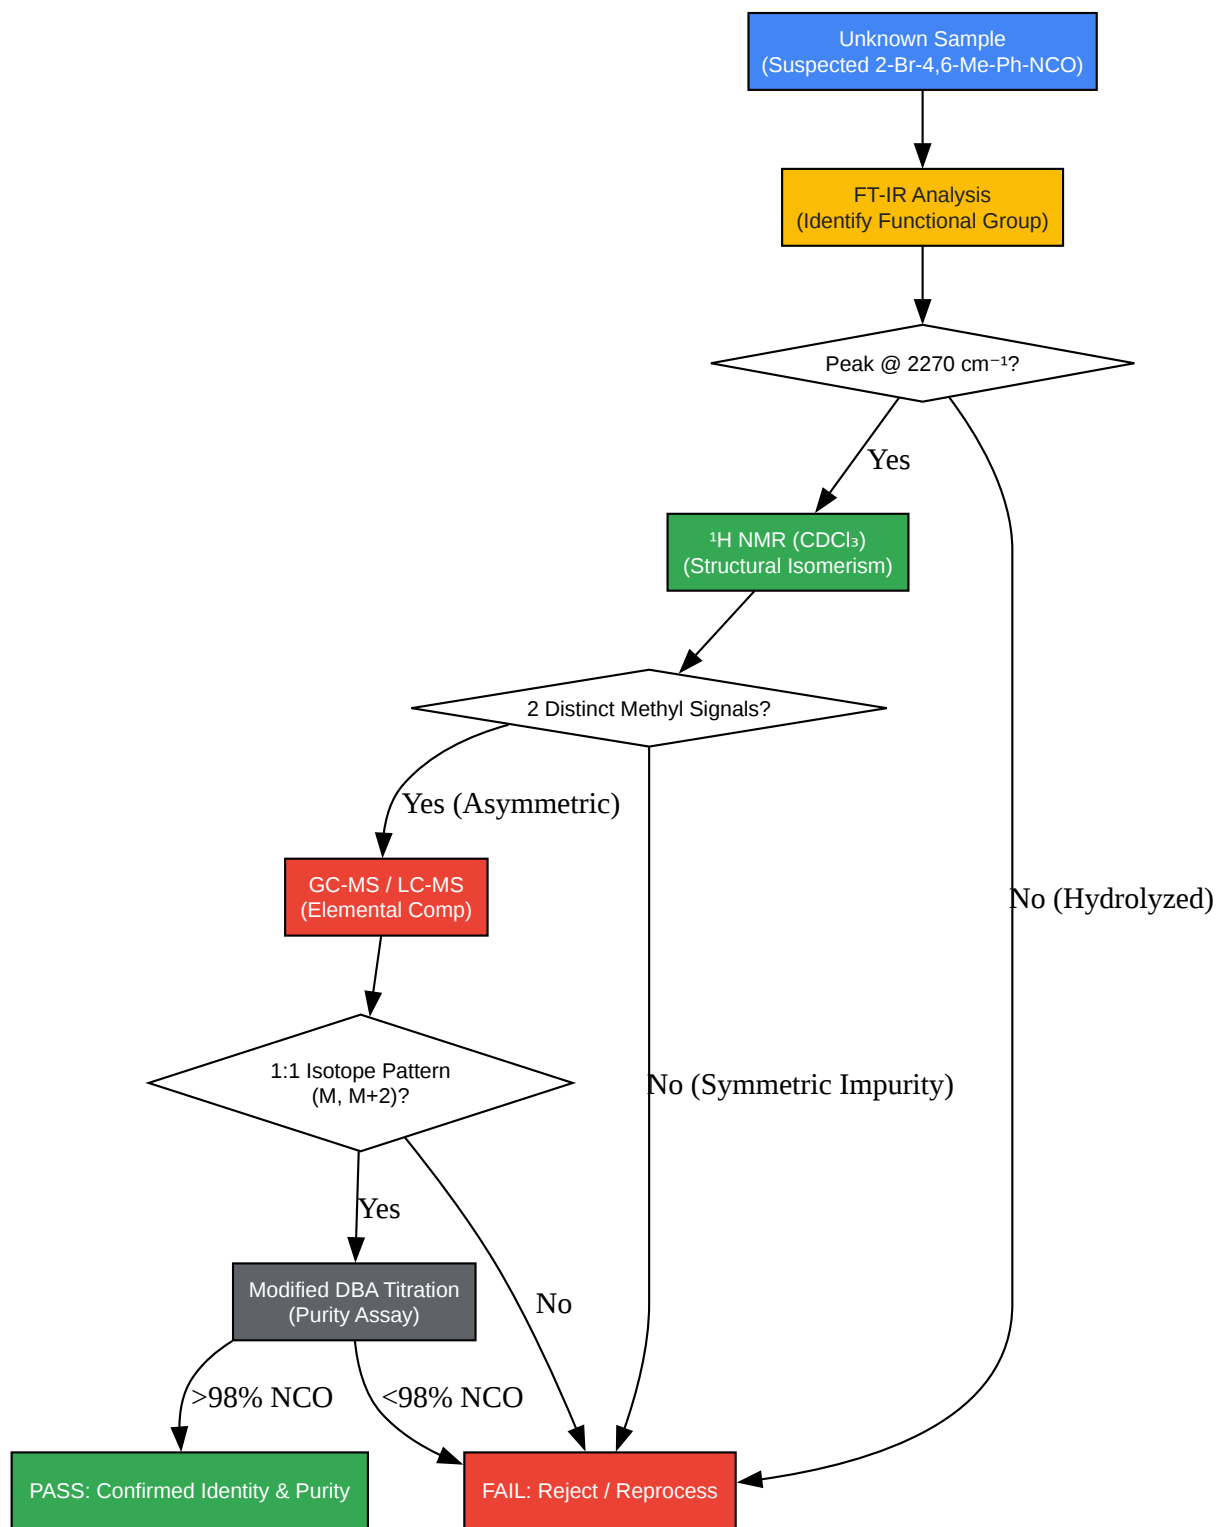 Unknown Sample
(Suspected 2-Br-4,6-Me-Ph-NCO)
FT-IR Analysis
(Identify Functional Group)
Peak @ 2270 cm⁻¹?
Yes
¹H NMR (CDCl₃)
(Structural Isomerism)
2 Distinct Methyl Signals?
Yes (Asymmetric)
GC-MS / LC-MS
(Elemental Comp)
No (Hydrolyzed)
1:1 Isotope Pattern
(M, M+2)?
No (Symmetric Impurity)
Yes
Modified DBA Titration
(Purity Assay)
No
>98% NCO
<98% NCO
PASS: Confirmed Identity & Purity
FAIL: Reject / Reprocess